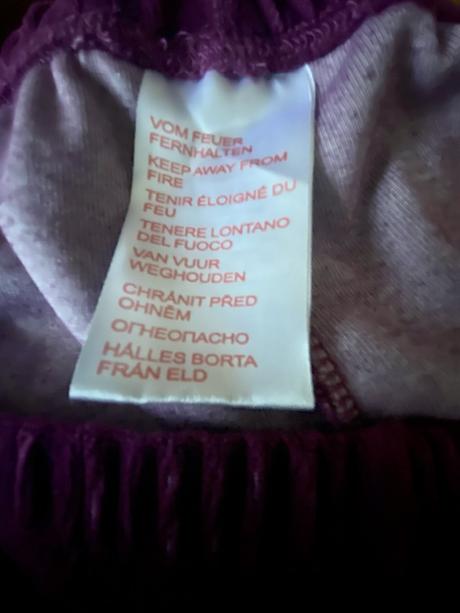 VOM FEUER
FERNHALTEN
KEEP AWAY FROM
FIRE
TENIR ÉLOIGNÉ DU
FEU
TENERE LONTANO
DEL FUOCO
VAN VUUR
WEGHOUDEN
CHRÁNIT PŘED
OHNĚM
ОГНЕОПАСНО
HÅLLES BORTA
FRÅN ELD